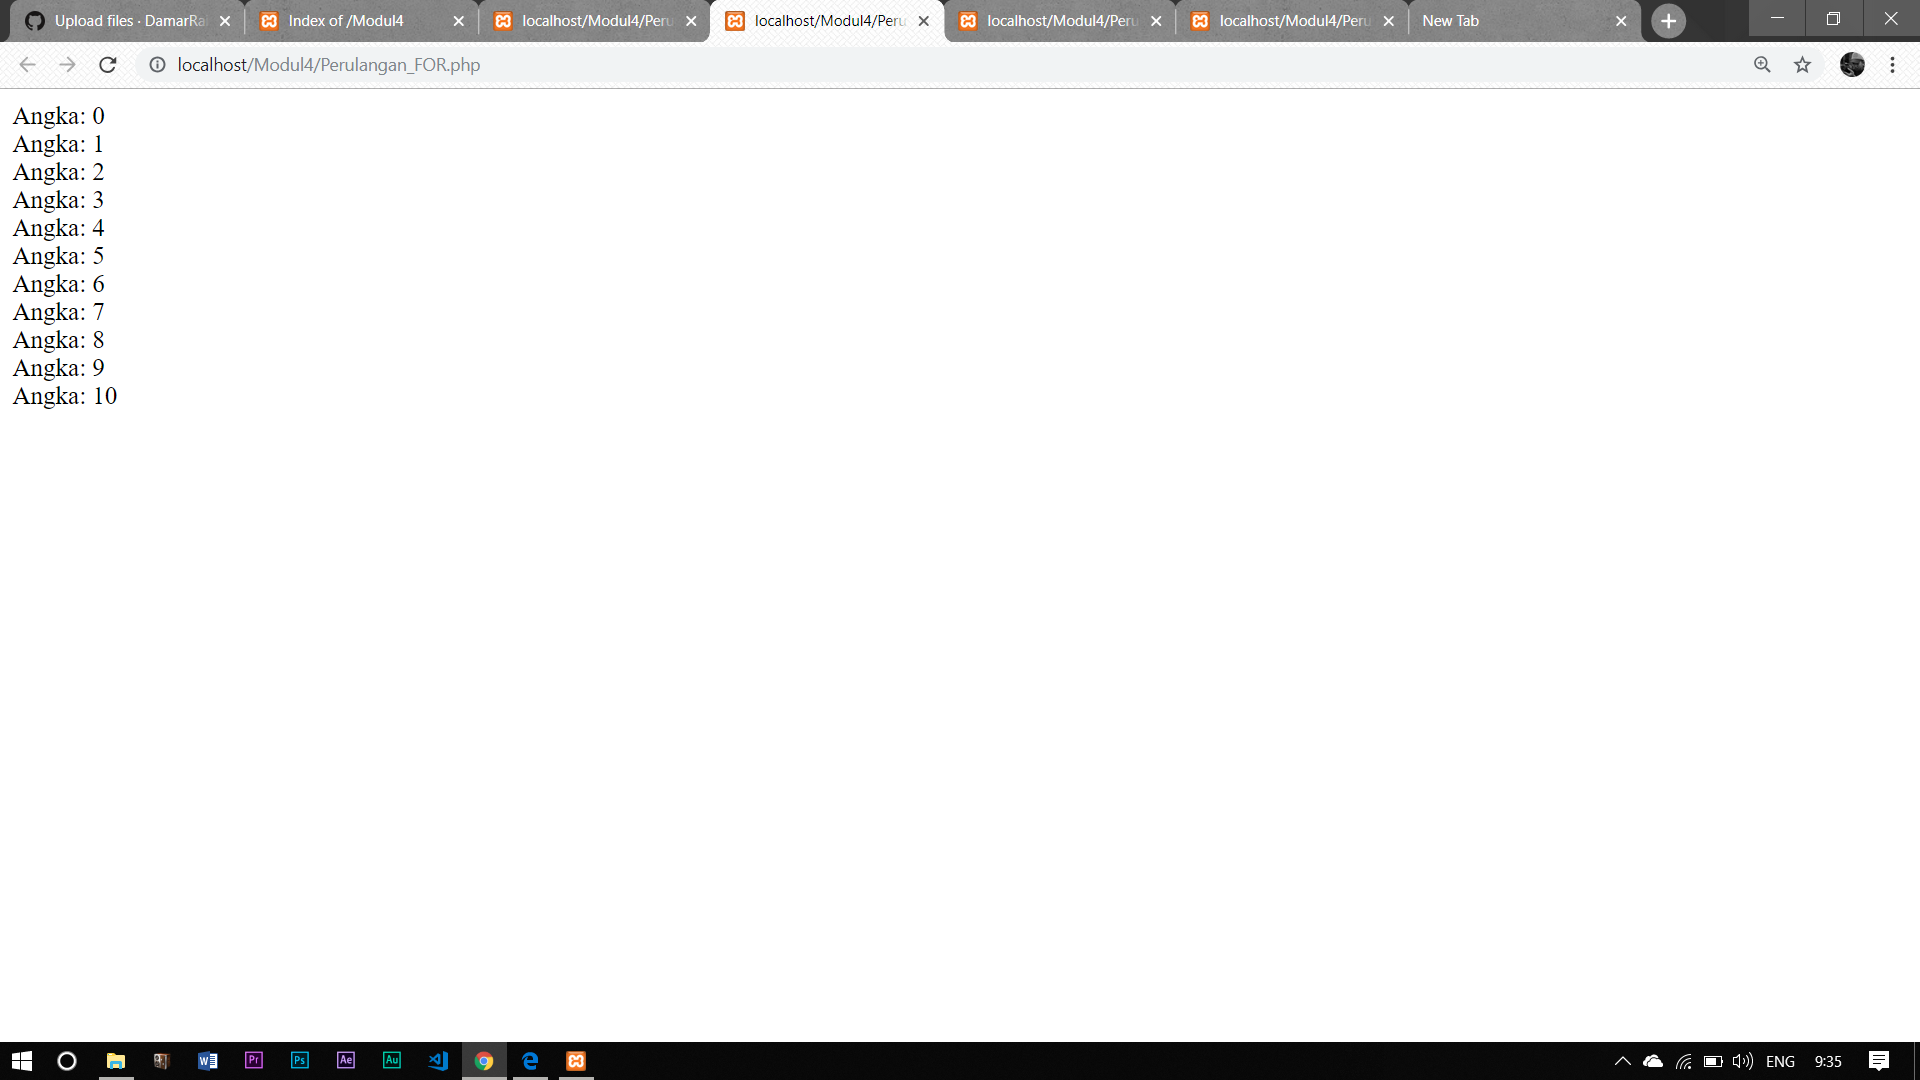 Upload files · DamarRa
Index of /Modul4
localhost/Modul4/Peru
localhost/Modul4/Peru
localhost/Modul4/Peru
localhost/Modul4/Peru
New Tab
localhost/Modul4/Perulangan_FOR.php
Angka: 0
Angka: 1
Angka: 2
Angka: 3
Angka: 4
Angka: 5
Angka: 6
Angka: 7
Angka: 8
Angka: 9
Angka: 10
W Pr Ps Ae Au ENG 9:35